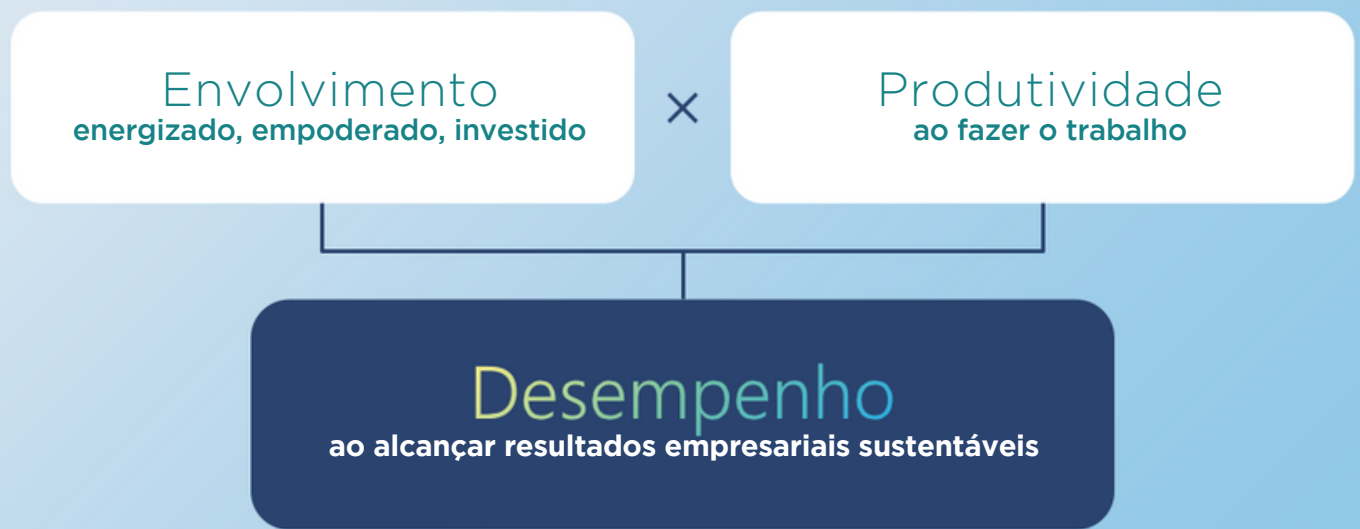 Envolvimento
energizado, empoderado, investido
×
Produtividade
ao fazer o trabalho
Desempenho
ao alcançar resultados empresariais sustentáveis